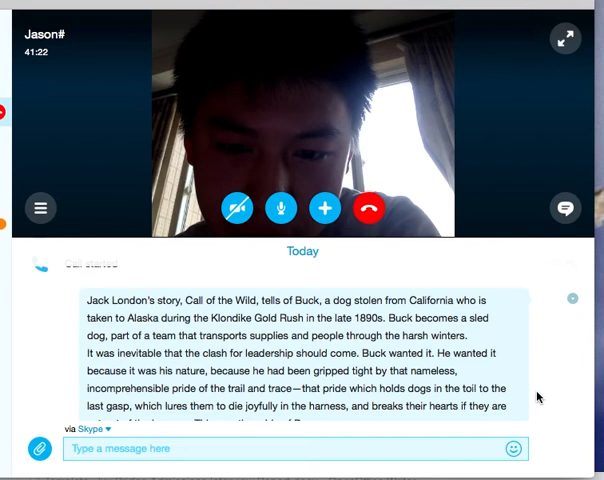 Jason#
41:22
Today
Call started
Jack London's story, Call of the Wild, tells of Buck, a dog stolen from California who is
taken to Alaska during the Klondike Gold Rush in the late 1890s. Buck becomes a sled
dog, part of a team that transports supplies and people through the harsh winters.
It was inevitable that the clash for leadership should come. Buck wanted it. He wanted it
because it was his nature, because he had been gripped tight by that nameless,
incomprehensible pride of the trail and trace—that pride which holds dogs in the toil to the
last gasp, which lures them to die joyfully in the harness, and breaks their hearts if they are
via Skype
Type a message here